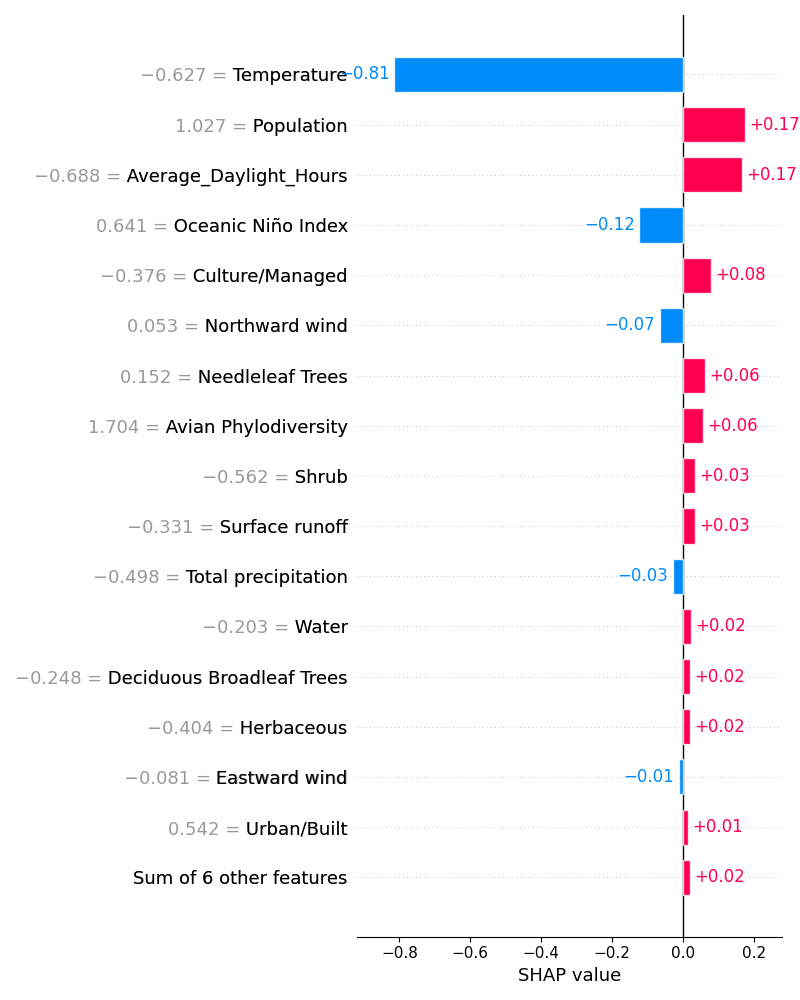 −0.627 = Temperature −0.81
1.027 = Population +0.17
−0.688 = Average_Daylight_Hours +0.17
0.641 = Oceanic Niño Index −0.12
−0.376 = Culture/Managed +0.08
0.053 = Northward wind −0.07
0.152 = Needleleaf Trees +0.06
1.704 = Avian Phylodiversity +0.06
−0.562 = Shrub +0.03
−0.331 = Surface runoff +0.03
−0.498 = Total precipitation −0.03
−0.203 = Water +0.02
−0.248 = Deciduous Broadleaf Trees +0.02
−0.404 = Herbaceous +0.02
−0.081 = Eastward wind −0.01
0.542 = Urban/Built +0.01
Sum of 6 other features +0.02
−0.8 −0.6 −0.4 −0.2 0.0 0.2
SHAP value